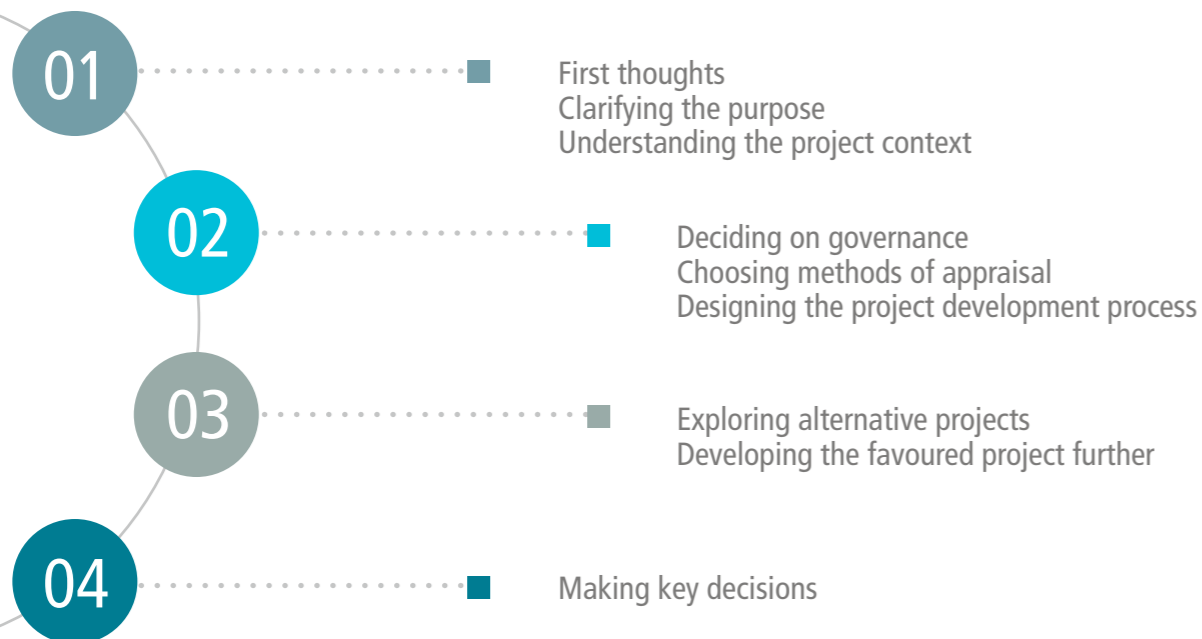 01
First thoughts
Clarifying the purpose
Understanding the project context
02
Deciding on governance
Choosing methods of appraisal
Designing the project development process
03
Exploring alternative projects
Developing the favoured project further
04
Making key decisions